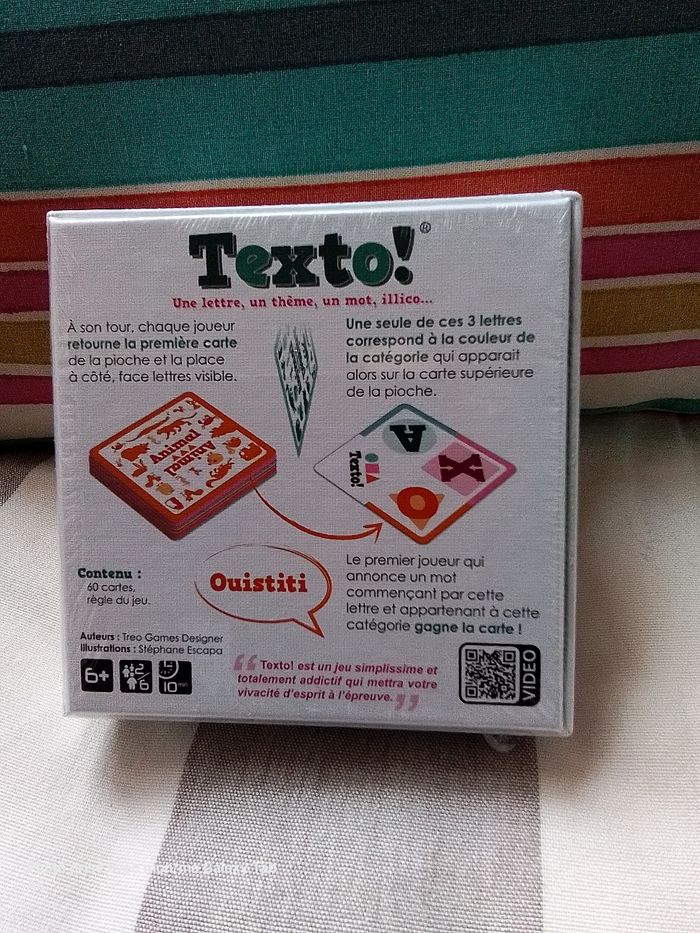 Texto!®
Une lettre, un thème, un mot, illico...
À son tour, chaque joueur
retourne la première carte
de la pioche et la place
à côté, face lettres visible.
Une seule de ces 3 lettres
correspond à la couleur de
la catégorie qui apparait
alors sur la carte supérieure
de la pioche.
Animal
Animal
A
X
O
Texto!
Ouistiti
Contenu :
60 cartes,
règle du jeu.
Le premier joueur qui
annonce un mot
commençant par cette
lettre et appartenant à cette
catégorie gagne la carte !
Auteurs : Treo Games Designer
Illustrations : Stéphane Escapa
6+
2
6
10 min
“ Texto! est un jeu simplissime et
totalement addictif qui mettra votre
vivacité d'esprit à l'épreuve. ”
VIDEO